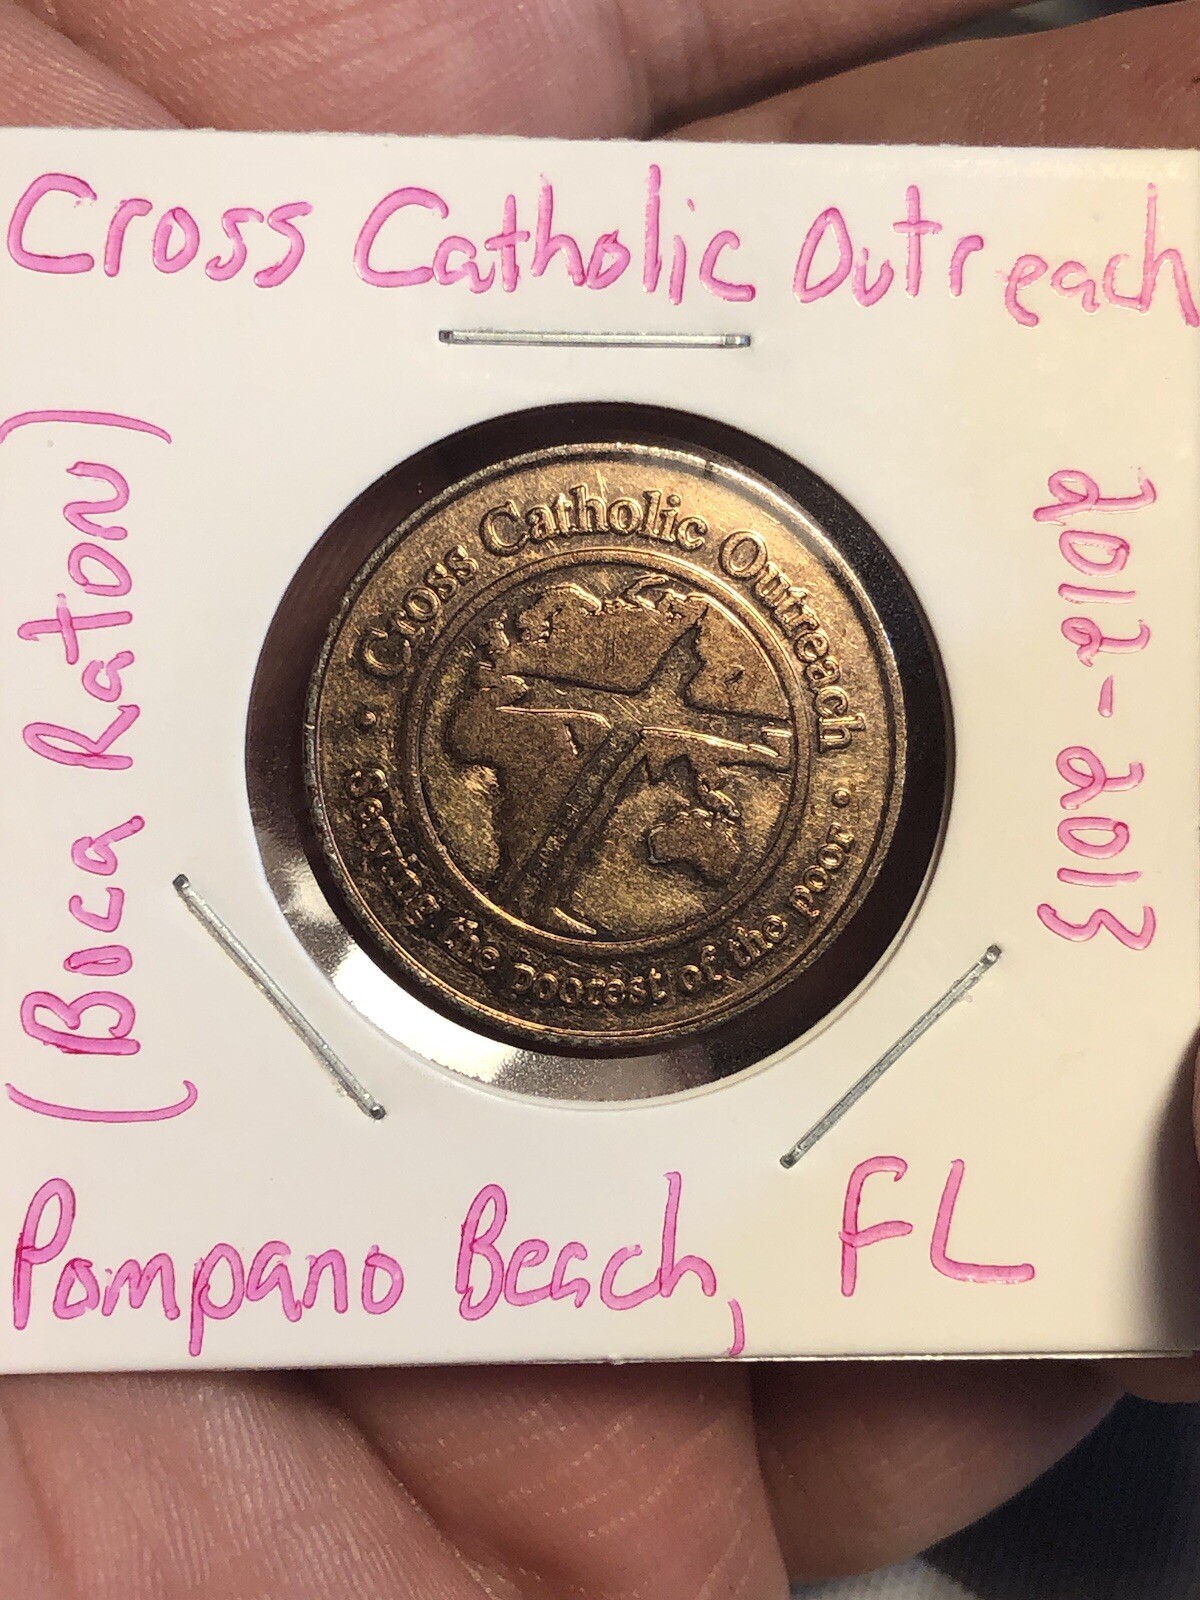 Cross Catholic Outreach
2012-2013
(Boca Raton)
Pompano Beach, FL
Cross Catholic Outreach
Serving the poorest of the poor